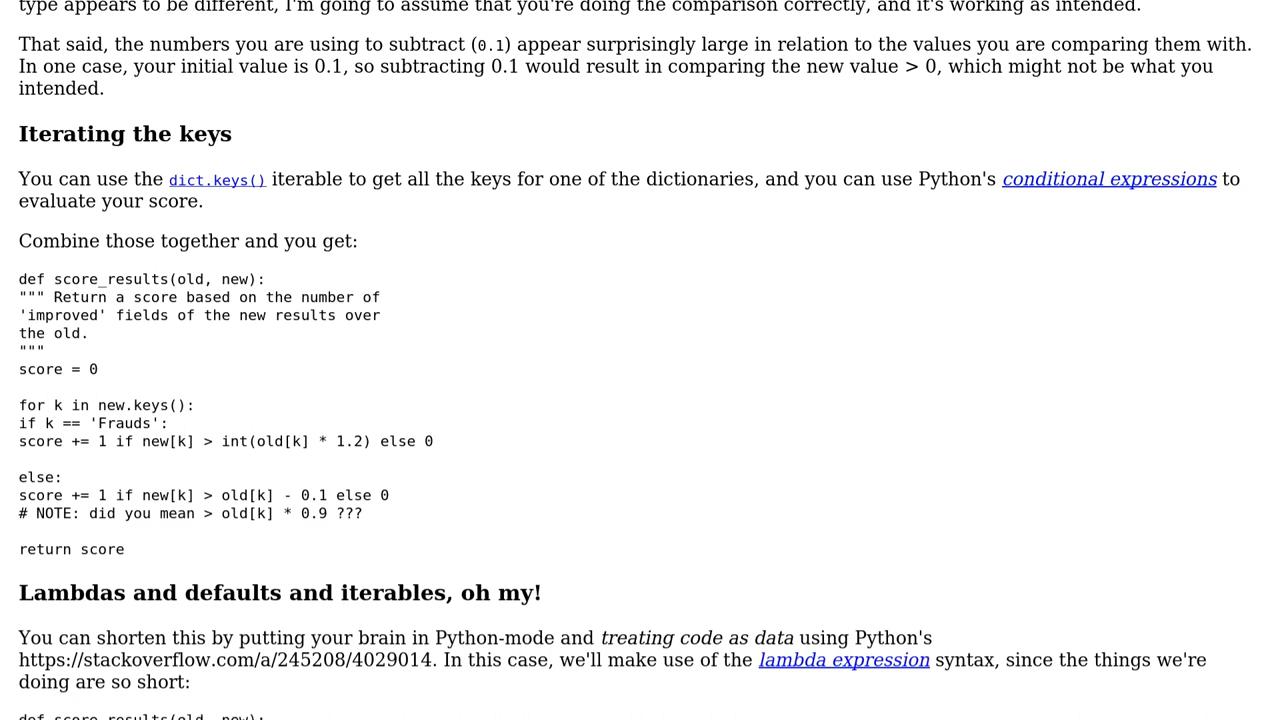 type appears to be different, I'm going to assume that you're doing the comparison correctly, and it's working as intended.
That said, the numbers you are using to subtract (0.1) appear surprisingly large in relation to the values you are comparing them with.
In one case, your initial value is 0.1, so subtracting 0.1 would result in comparing the new value > 0, which might not be what you
intended.
Iterating the keys
You can use the dict.keys() iterable to get all the keys for one of the dictionaries, and you can use Python's conditional expressions to
evaluate your score.
Combine those together and you get:
def score_results(old, new):
""" Return a score based on the number of
'improved' fields of the new results over
the old.
"""
score = 0
for k in new.keys():
if k == 'Frauds':
score += 1 if new[k] > int(old[k] * 1.2) else 0
else:
score += 1 if new[k] > old[k] - 0.1 else 0
# NOTE: did you mean > old[k] * 0.9 ???
return score
Lambdas and defaults and iterables, oh my!
You can shorten this by putting your brain in Python-mode and treating code as data using Python's
https://stackoverflow.com/a/245208/4029014. In this case, we'll make use of the lambda expression syntax, since the things we're
doing are so short:
def score_results(old, new):